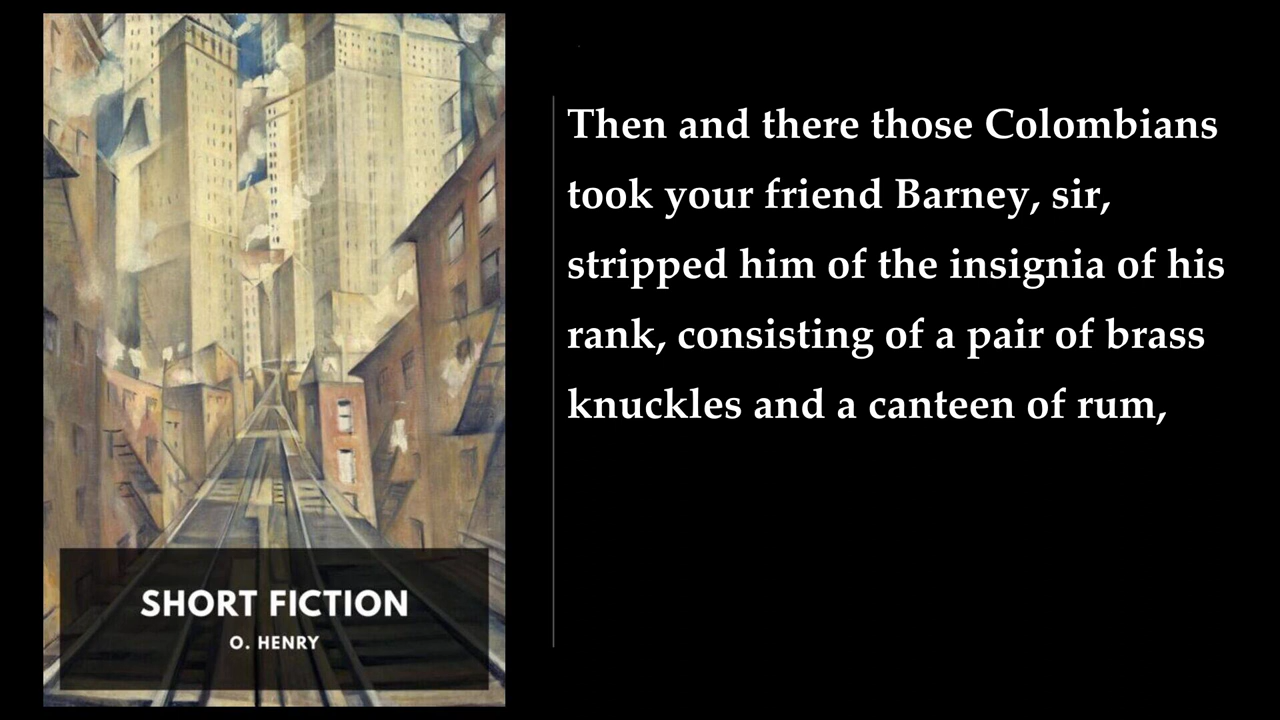 SHORT FICTION
O. HENRY
Then and there those Colombians
took your friend Barney, sir,
stripped him of the insignia of his
rank, consisting of a pair of brass
knuckles and a canteen of rum,